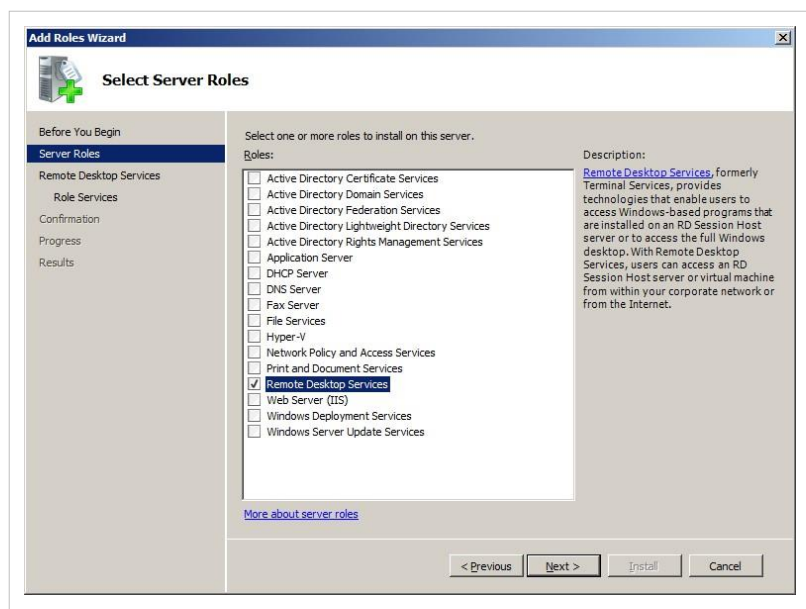 Add Roles Wizard
Select Server Roles
Before You Begin
Server Roles
Remote Desktop Services
Role Services
Confirmation
Progress
Results
Select one or more roles to install on this server.
Roles:
Active Directory Certificate Services
Active Directory Domain Services
Active Directory Federation Services
Active Directory Lightweight Directory Services
Active Directory Rights Management Services
Application Server
DHCP Server
DNS Server
Fax Server
File Services
Hyper-V
Network Policy and Access Services
Print and Document Services
Remote Desktop Services
Web Server (IIS)
Windows Deployment Services
Windows Server Update Services
More about server roles
Description:
Remote Desktop Services, formerly
Terminal Services, provides
technologies that enable users to
access Windows-based programs that
are installed on an RD Session Host
server or to access the full Windows
desktop. With Remote Desktop
Services, users can access an RD
Session Host server or virtual machine
from within your corporate network or
from the Internet.
< Previous
Next >
Install
Cancel